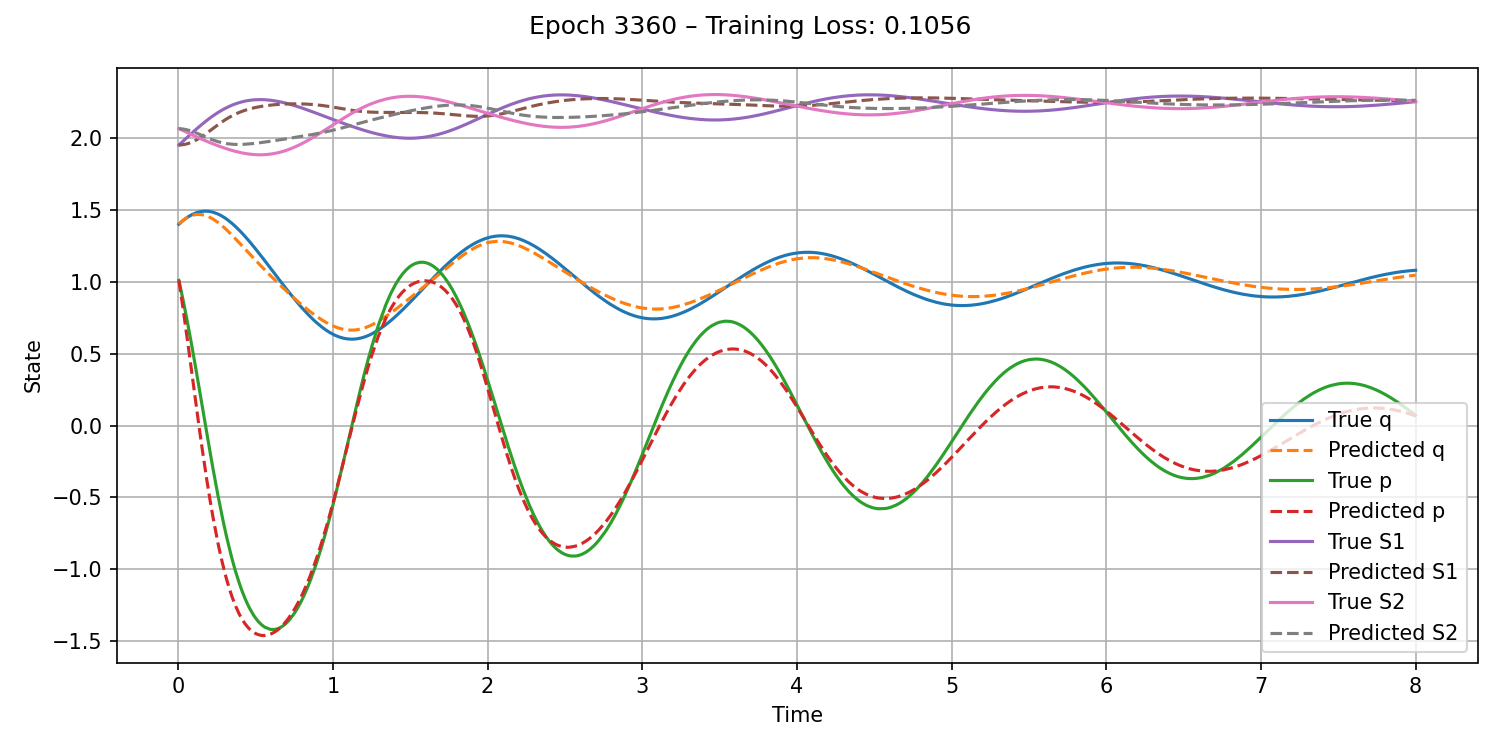 Epoch 3360 – Training Loss: 0.1056
State
2.0
1.5
1.0
0.5
0.0
−0.5
−1.0
−1.5
0 1 2 3 4 5 6 7 8
Time
True q
Predicted q
True p
Predicted p
True S1
Predicted S1
True S2
Predicted S2